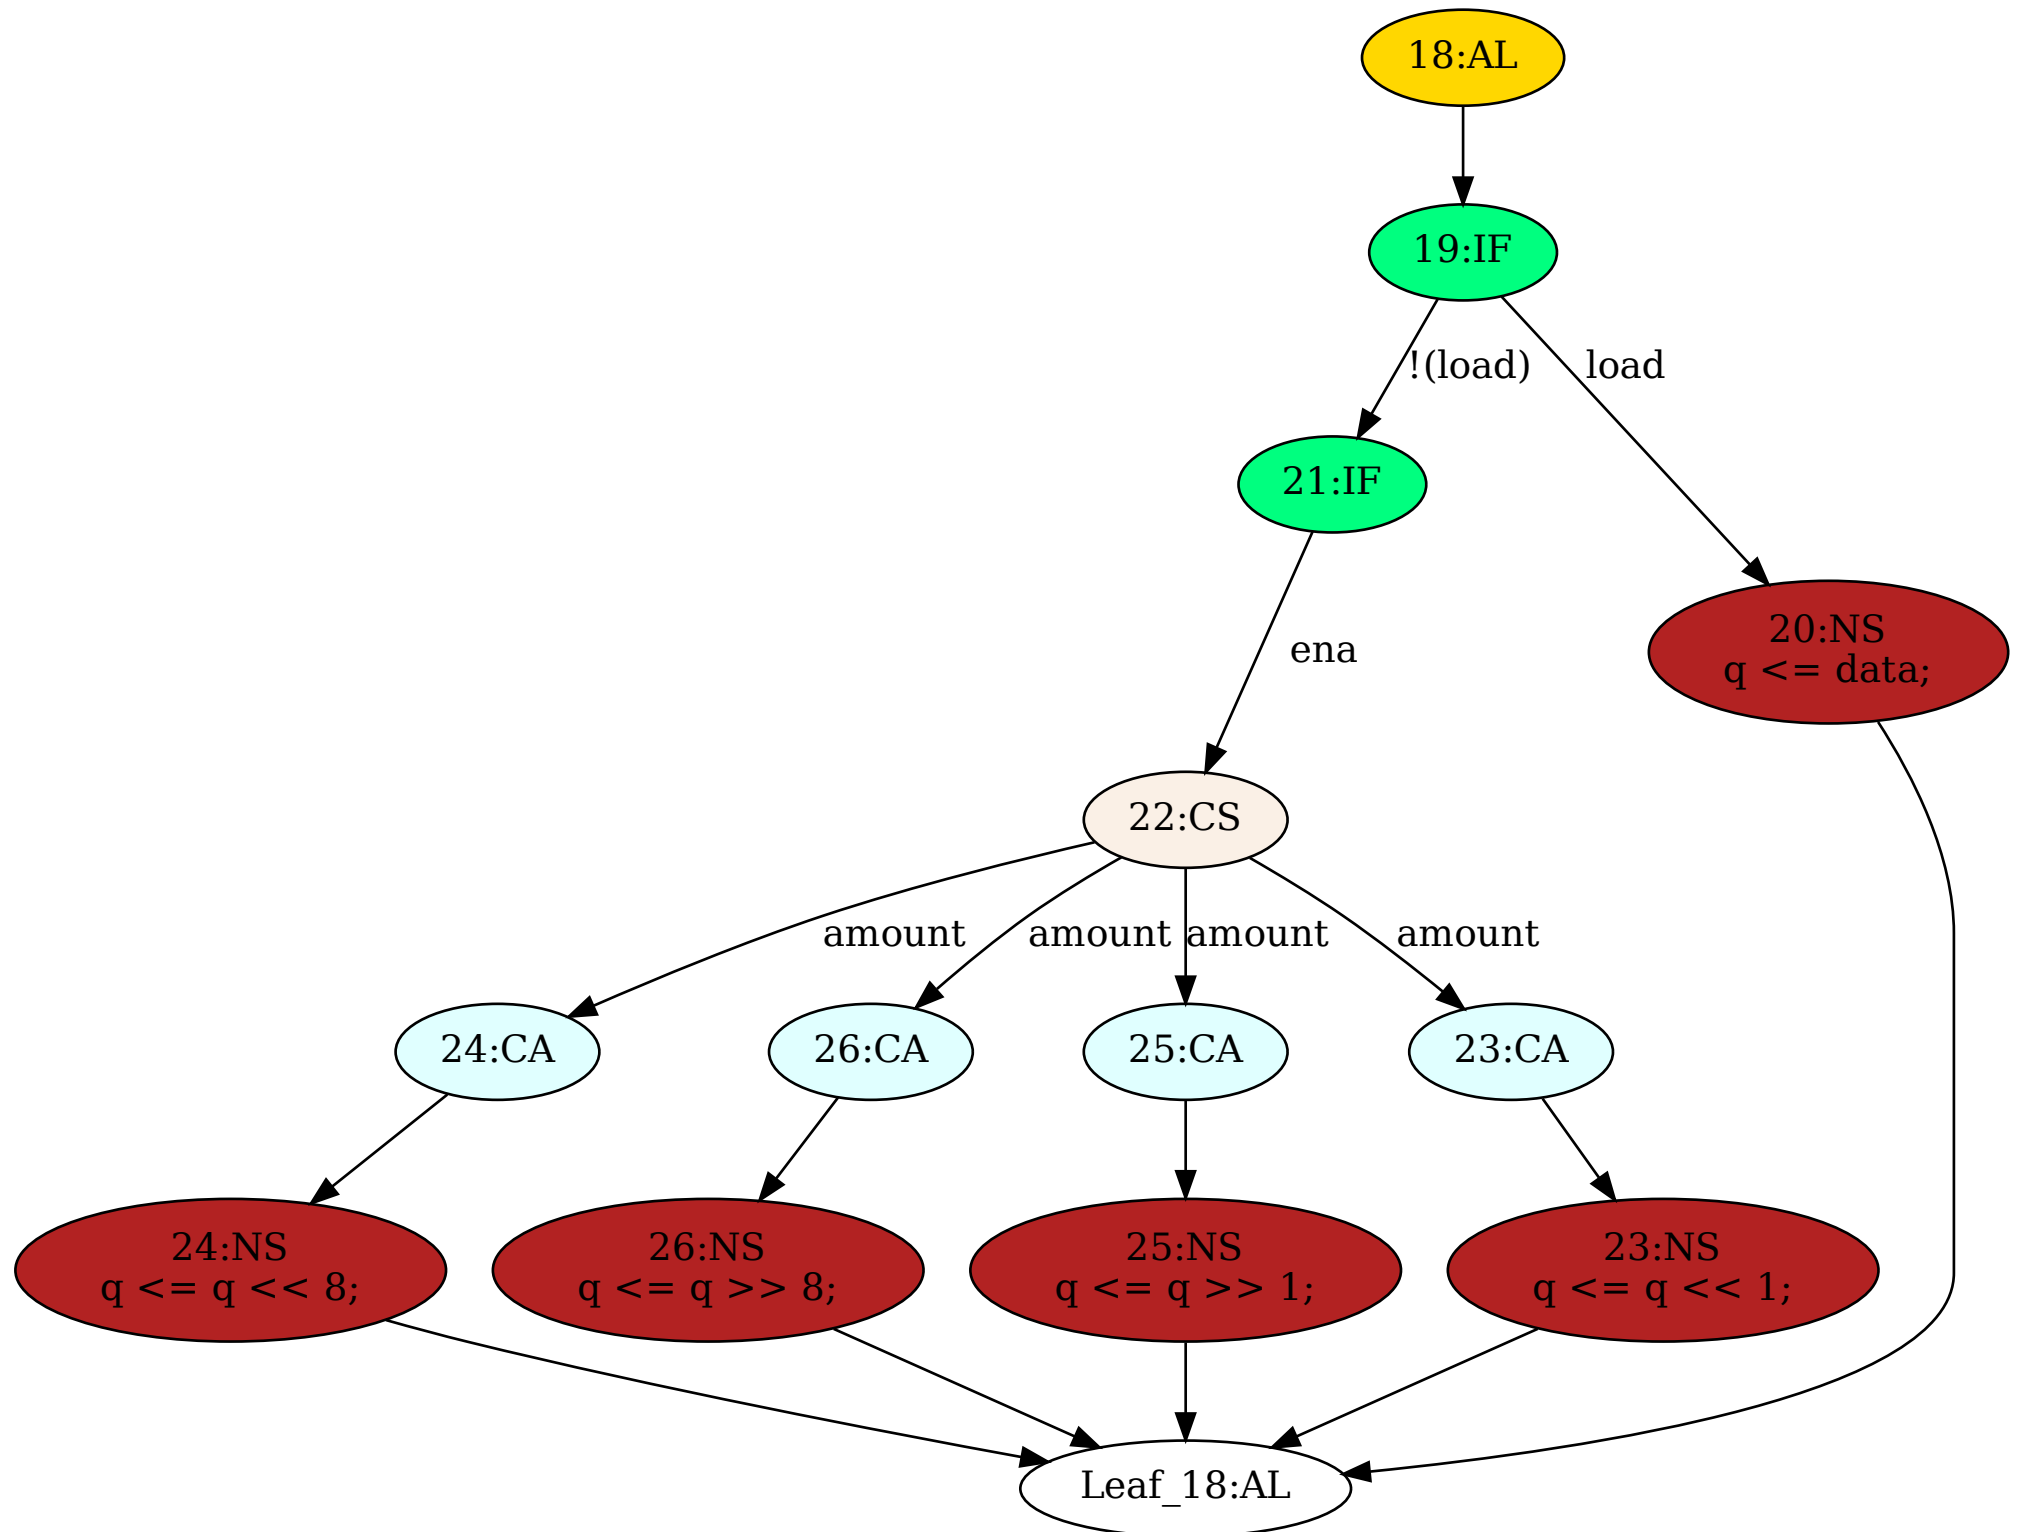 18:AL
19:IF
!(load)
load
21:IF
20:NS
q <= data;
ena
22:CS
amount
amount
amount
amount
24:CA
26:CA
25:CA
23:CA
24:NS
q <= q << 8;
26:NS
q <= q >> 8;
25:NS
q <= q >> 1;
23:NS
q <= q << 1;
Leaf_18:AL